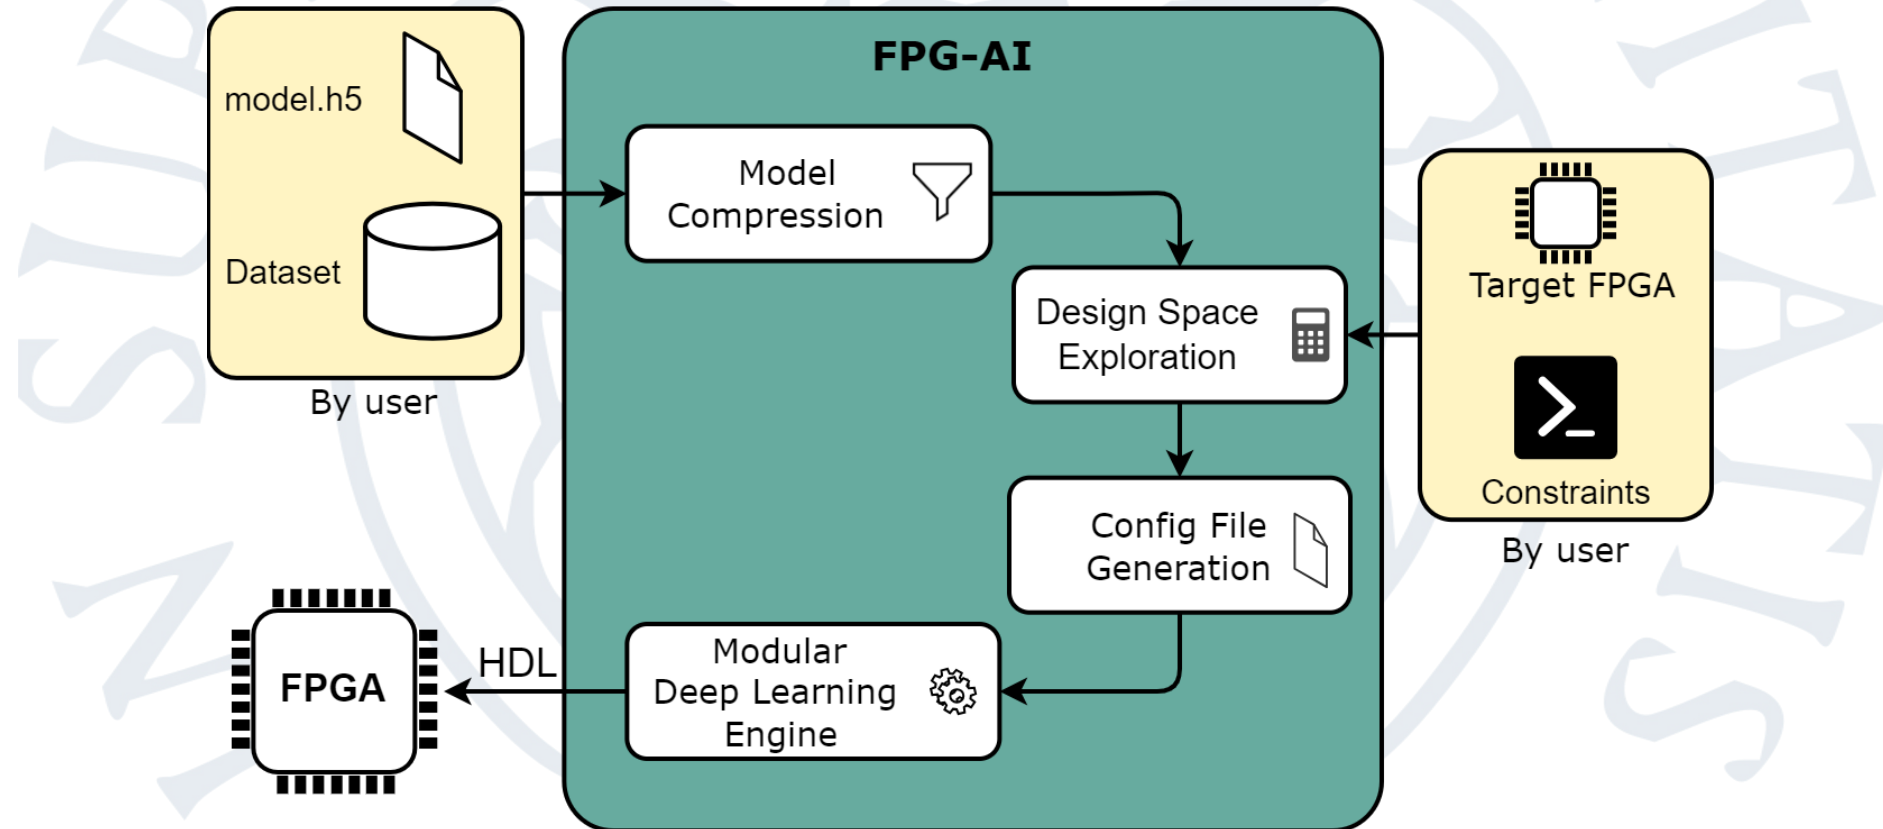 FPG-AI
model.h5
Dataset
By user
Model
Compression
Design Space
Exploration
Target FPGA
Constraints
By user
Config File
Generation
Modular
Deep Learning
Engine
HDL
FPGA